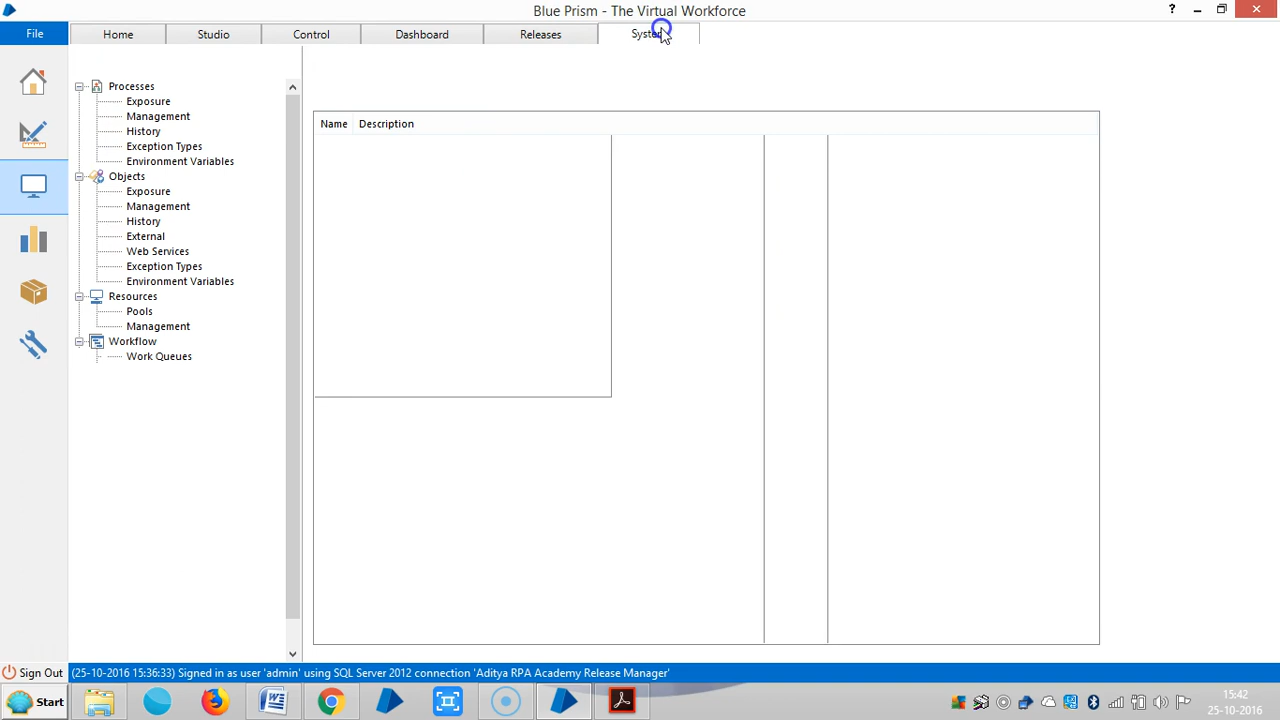 Blue Prism - The Virtual Workforce
?
File
Home
Studio
Control
Dashboard
Releases
System
Processes
Exposure
Management
History
Exception Types
Environment Variables
Objects
Exposure
Management
History
External
Web Services
Exception Types
Environment Variables
Resources
Pools
Management
Workflow
Work Queues
Name Description
Sign Out
(25-10-2016 15:36:33) Signed in as user 'admin' using SQL Server 2012 connection 'Aditya RPA Academy Release Manager'
Start
15:42
25-10-2016